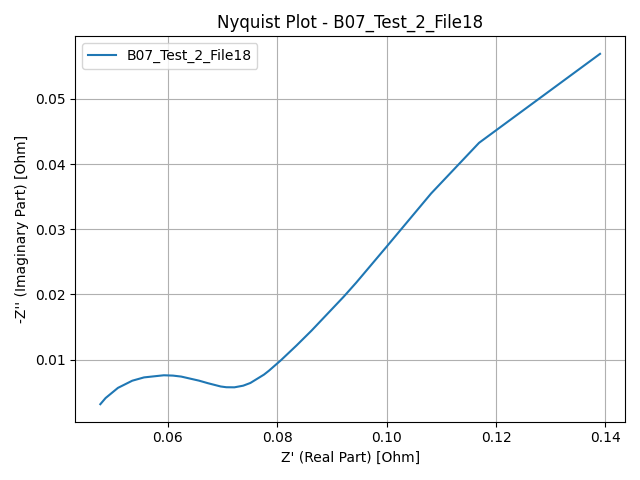 Nyquist Plot - B07_Test_2_File18
B07_Test_2_File18
-Z'' (Imaginary Part) [Ohm]
0.05
0.04
0.03
0.02
0.01
0.06 0.08 0.10 0.12 0.14
Z' (Real Part) [Ohm]